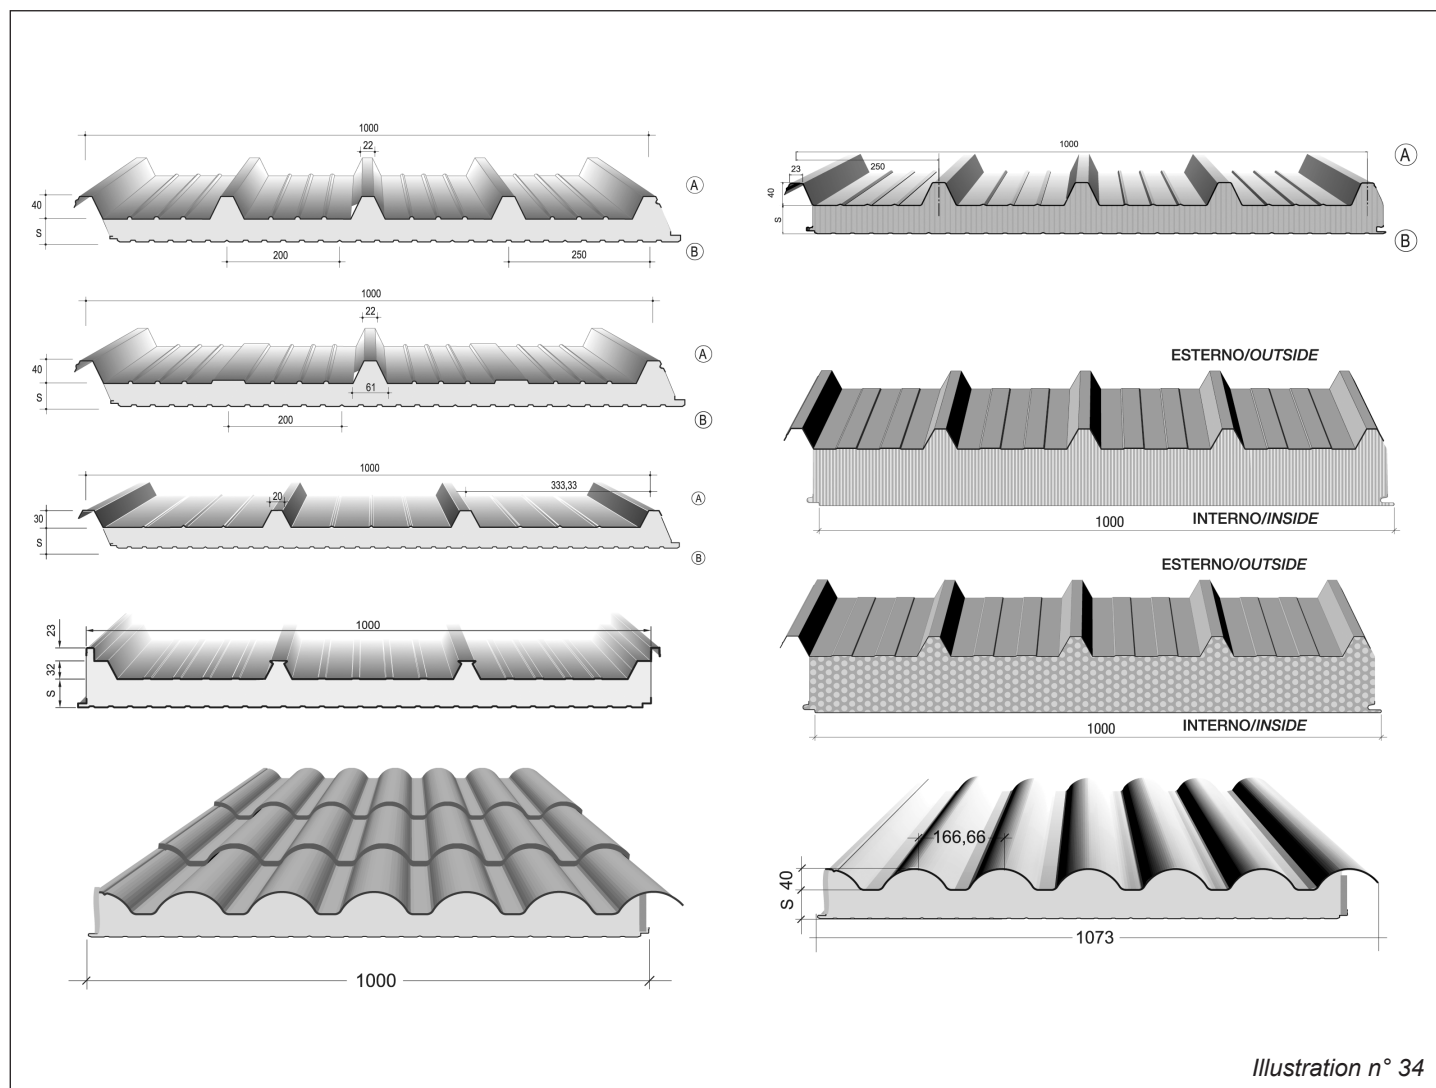 1000
22
A
40
S
B
200
250
1000
22
A
40
S
61
B
200
1000
20
333,33
A
30
S
B
23
1000
32
S
1000
1000
A
250
23
40
S
B
ESTERNO/OUTSIDE
1000
INTERNO/INSIDE
ESTERNO/OUTSIDE
1000
INTERNO/INSIDE
166,66
40
S
1073
Illustration n° 34